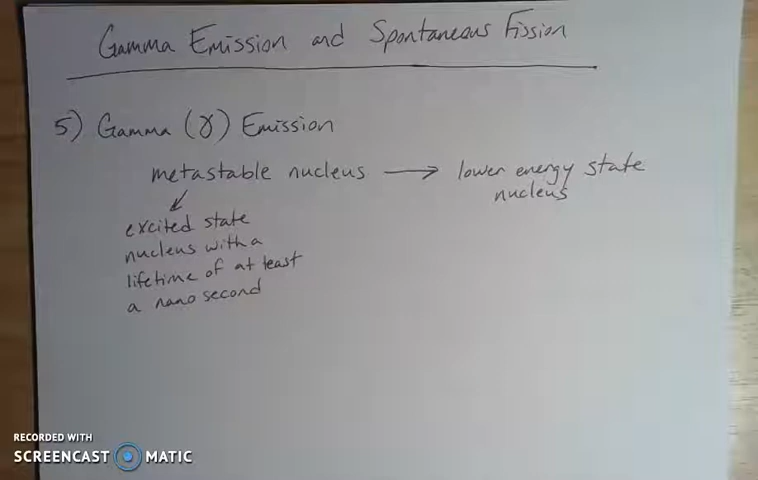 Gamma Emission and Spontaneous Fission
5) Gamma (γ) Emission
metastable nucleus → lower energy state
nucleus
excited state
nucleus with a
lifetime of at least
a nano second
RECORDED WITH
SCREENCAST MATIC